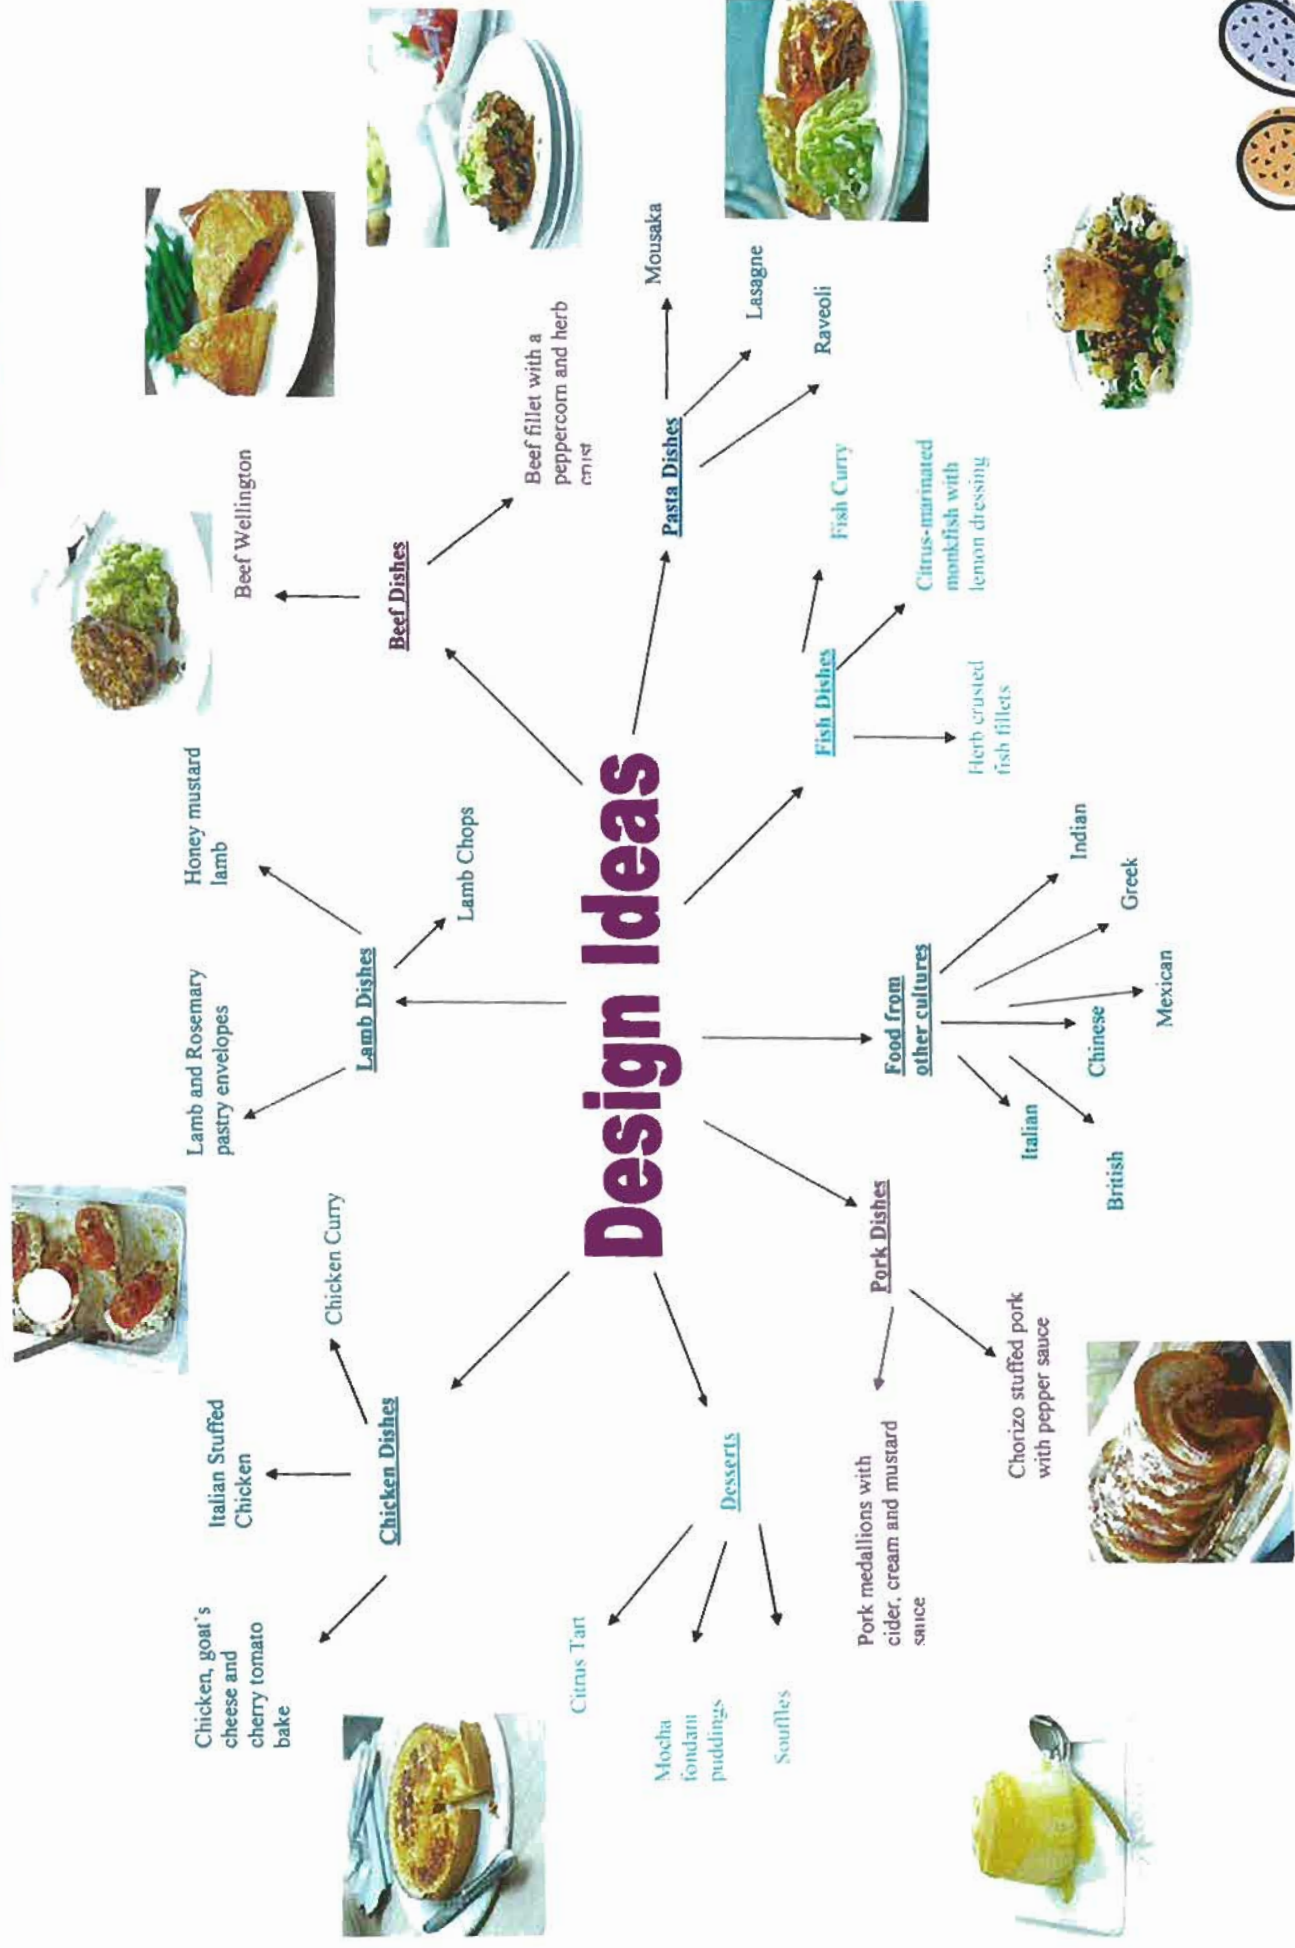 Design Ideas
Chicken Dishes
Chicken, goat's
cheese and
cherry tomato
bake
Italian Stuffed
Chicken
Chicken Curry
Lamb Dishes
Lamb and Rosemary
pastry envelopes
Honey mustard
lamb
Lamb Chops
Beef Dishes
Beef Wellington
Beef fillet with a
peppercorn and herb
crust
Pasta Dishes
Mousaka
Lasagne
Raveoli
Fish Dishes
Fish Curry
Citrus-marinated
monkfish with
lemon dressing
Herb crusted
fish fillets
Food from
other cultures
Indian
Greek
Mexican
Chinese
Italian
British
Pork Dishes
Pork medallions with
cider, cream and mustard
sauce
Chorizo stuffed pork
with pepper sauce
Desserts
Citrus Tart
Mocha
fondant
puddings
Souffles